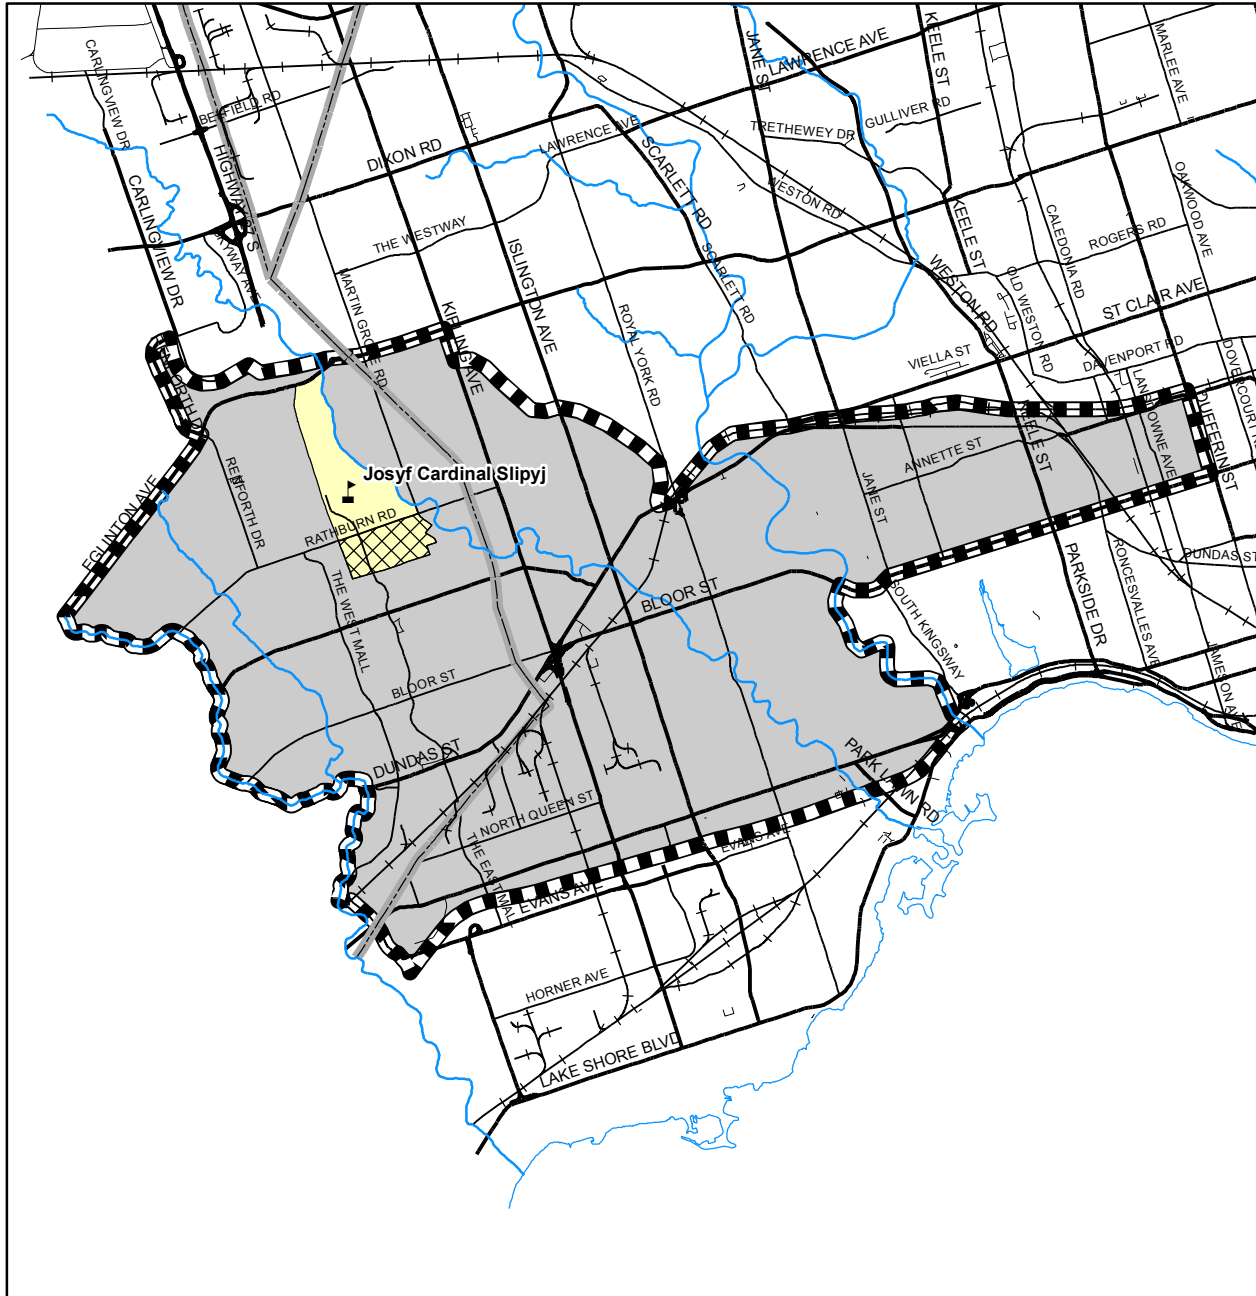 CARLINGVIEW DR
BELFIELD RD
HIGHWAY 27 S
DIXON RD
LAWRENCE AVE
JANE ST
KEELE ST
LAWRENCE AVE
MARLEE AVE
GULLIVER RD
TRETHEWEY DR
SCARLETT RD
WESTON RD
CARLINGVIEW DR
SKYWAY AVE
THE WESTWAY
ISLINGTON AVE
SCARLETT RD
KEELE ST
CALEDONIA RD
ROGERS RD
OAKWOOD AVE
MARTIN GROVE RD
KIPLING AVE
ROYAL YORK RD
WESTON RD
OLD WESTON RD
ST CLAIR AVE
VIELLA ST
DAVENPORT RD
LANSDOWNE AVE
DUFFERIN ST
RENFORTH DR
EGLINTON AVE
RENFORTH DR
Josyf Cardinal Slipyj
RATHBURN RD
ANNETTE ST
JANE ST
KEELE ST
THE WEST MALL
BLOOR ST
SOUTH KINGSWAY
PARKSIDE DR
RONCESVALLES AVE
DUNDAS ST
JAMESON AVE
BLOOR ST
DUNDAS ST
PARK LAWN RD
NORTH QUEEN ST
THE EAST MALL
EVANS AVE
EVANS AVE
HORNER AVE
LAKE SHORE BLVD